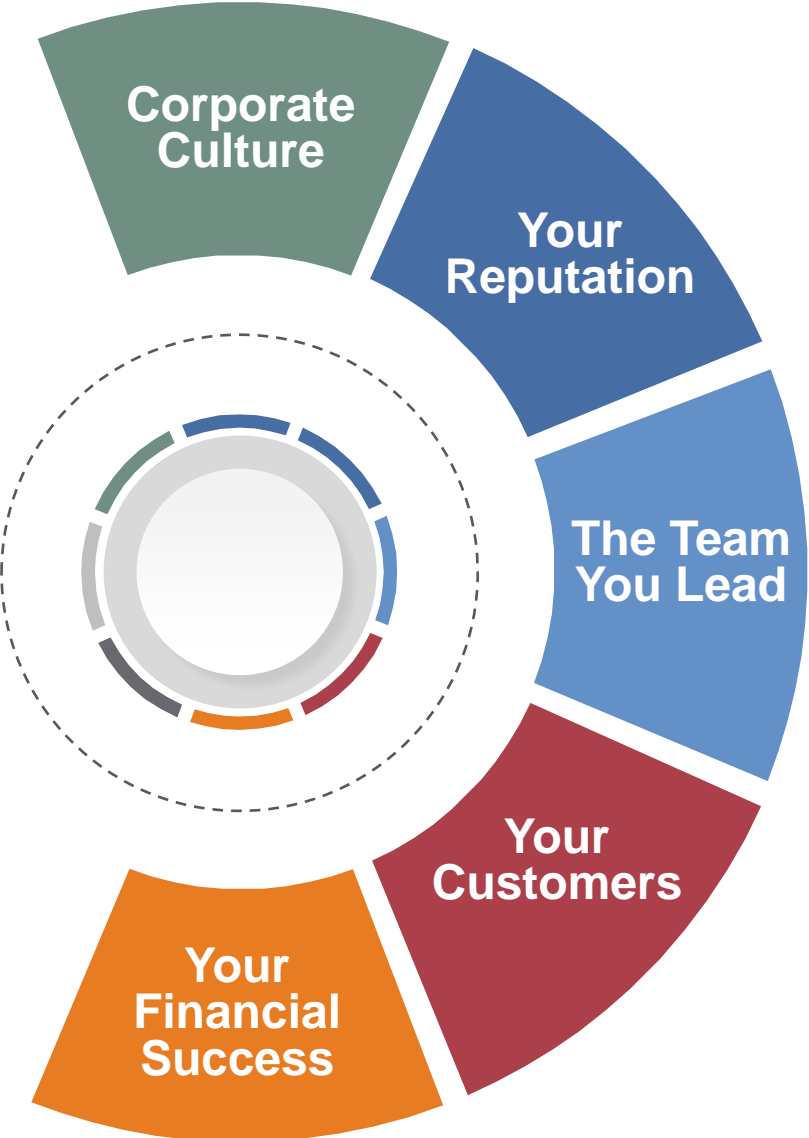 Corporate
Culture
Your
Reputation
The Team
You Lead
Your
Customers
Your
Financial
Success